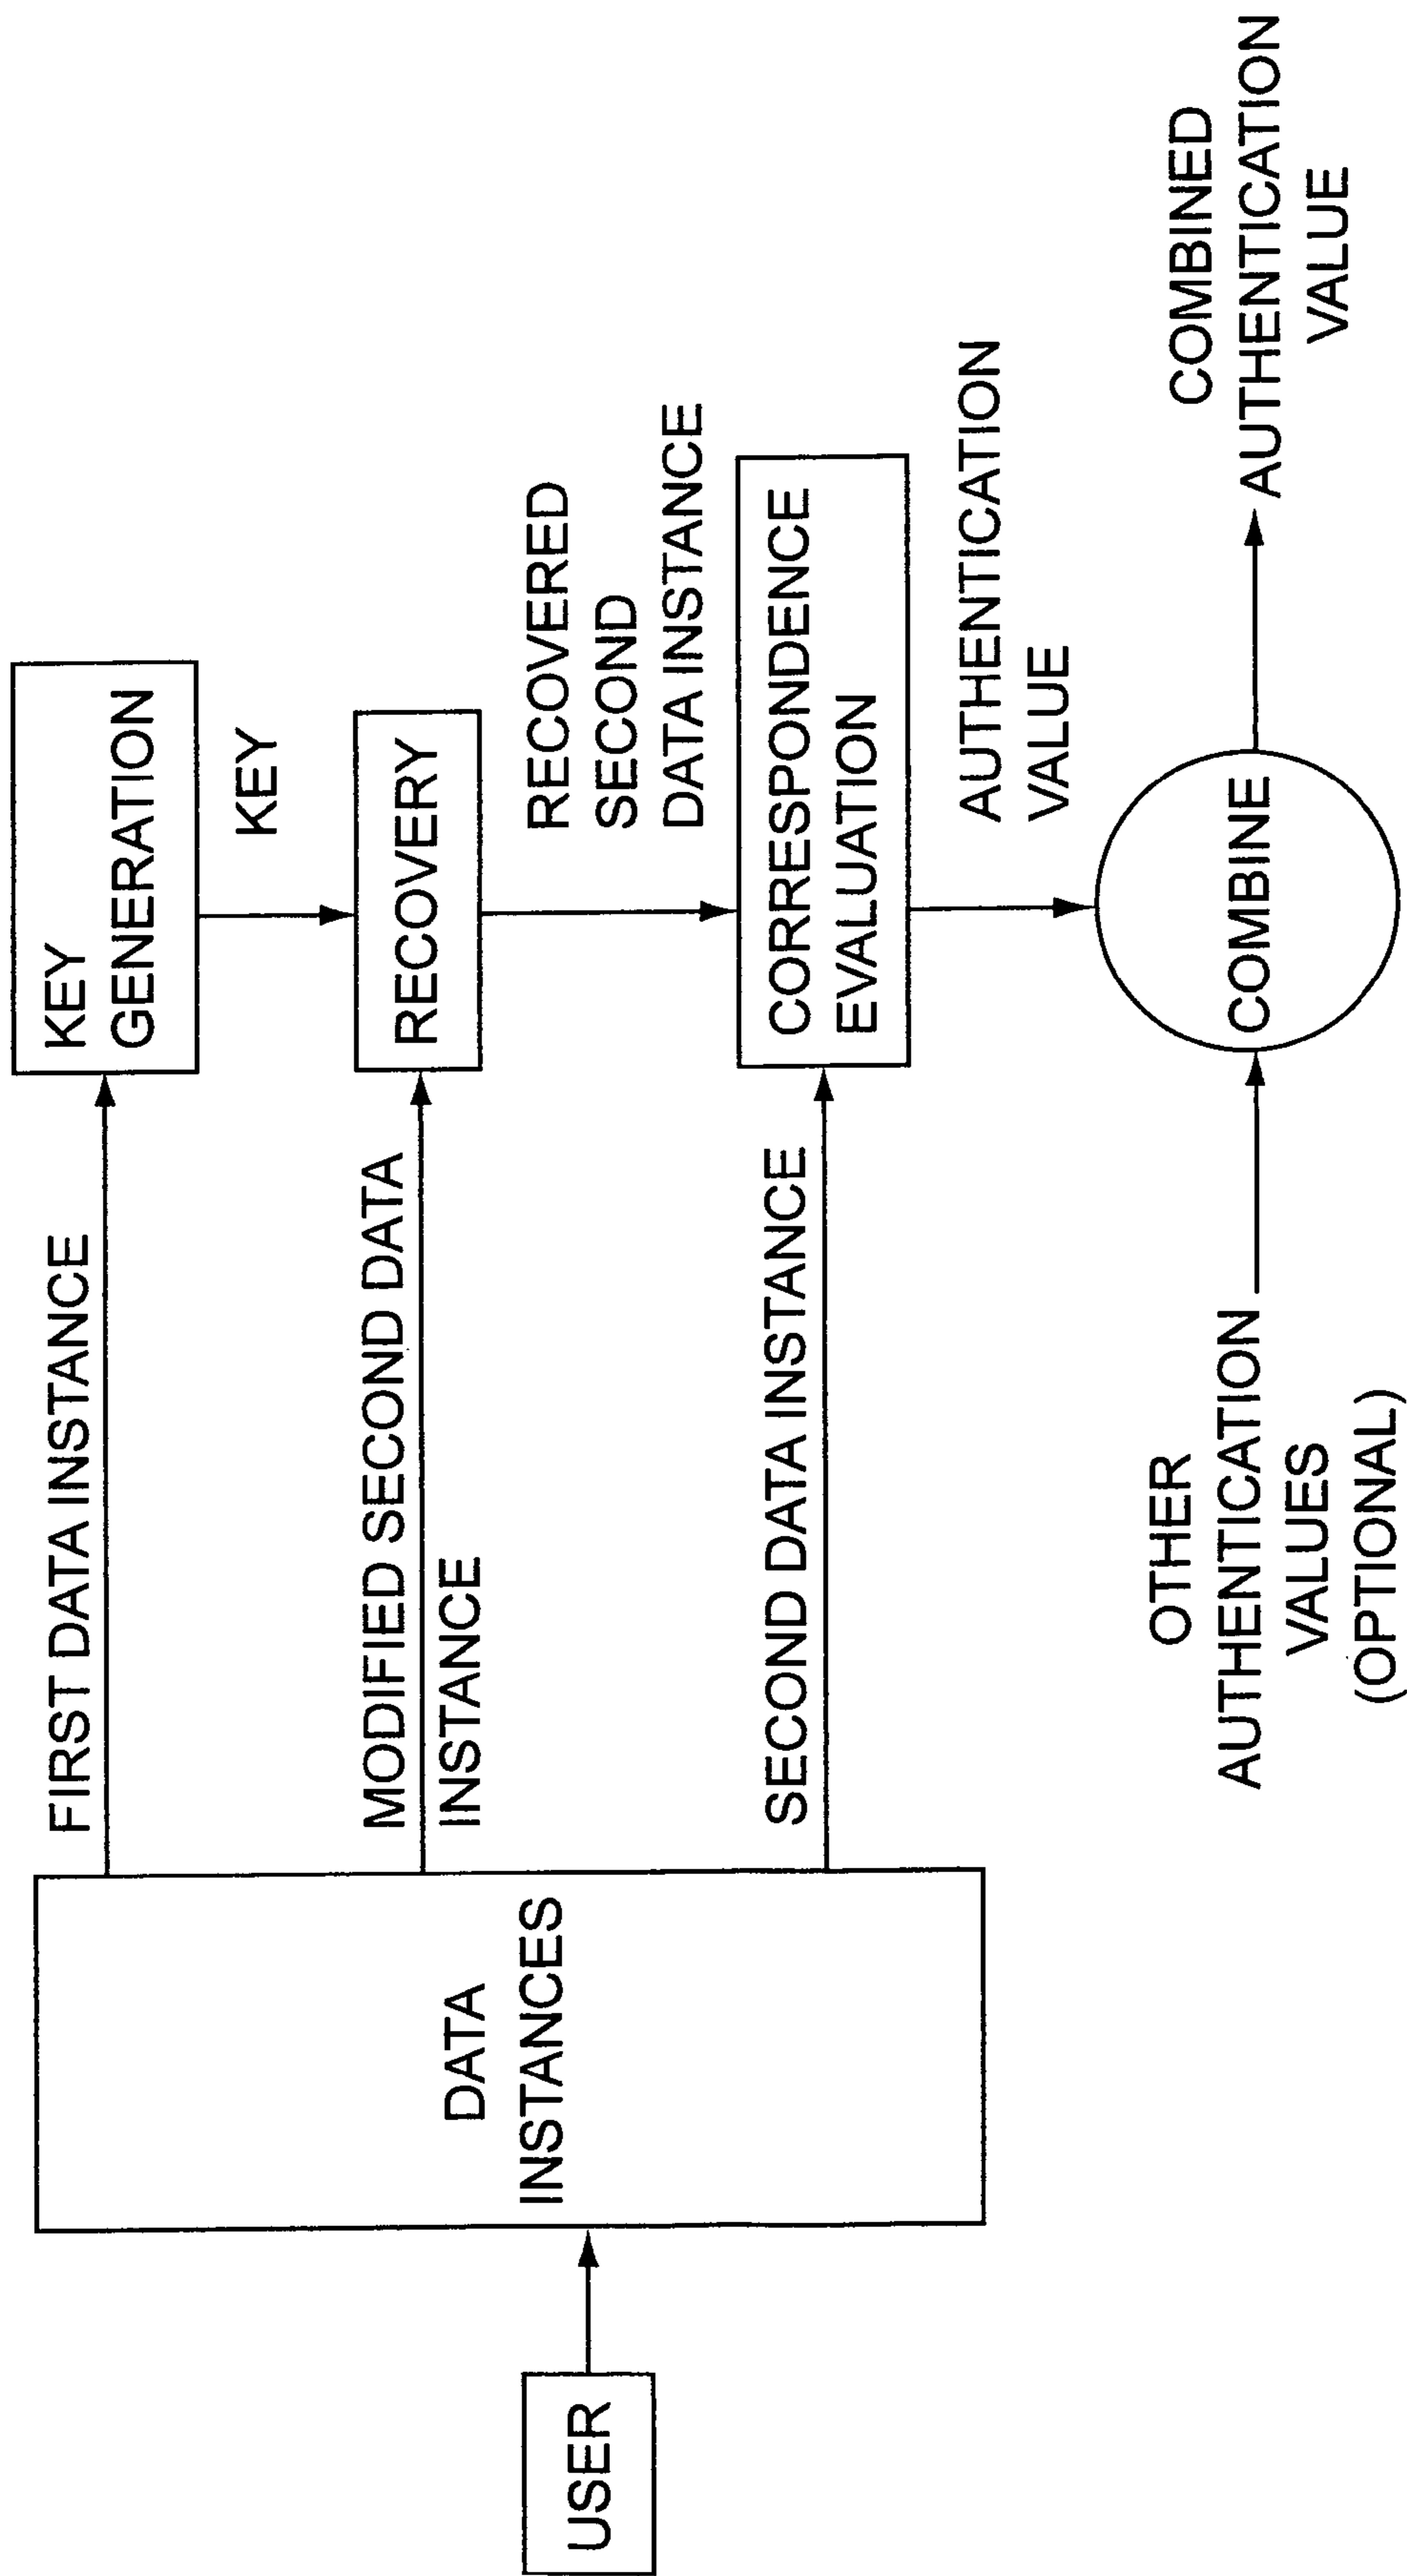 USER
DATA
INSTANCES
FIRST DATA INSTANCE
MODIFIED SECOND DATA
INSTANCE
SECOND DATA INSTANCE
KEY
GENERATION
KEY
RECOVERY
RECOVERED
SECOND
DATA INSTANCE
CORRESPONDENCE
EVALUATION
AUTHENTICATION
VALUE
OTHER
AUTHENTICATION
VALUES
(OPTIONAL)
COMBINE
COMBINED
AUTHENTICATION
VALUE